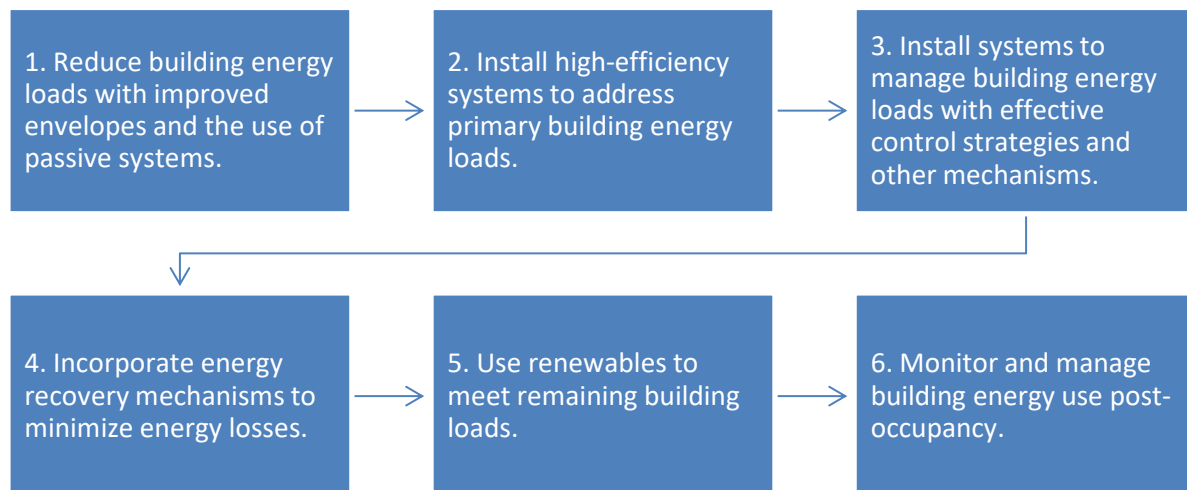 1. Reduce building energy
loads with improved
envelopes and the use of
passive systems.
2. Install high-efficiency
systems to address
primary building energy
loads.
3. Install systems to
manage building energy
loads with effective
control strategies and
other mechanisms.
4. Incorporate energy
recovery mechanisms to
minimize energy losses.
5. Use renewables to
meet remaining building
loads.
6. Monitor and manage
building energy use post-
occupancy.